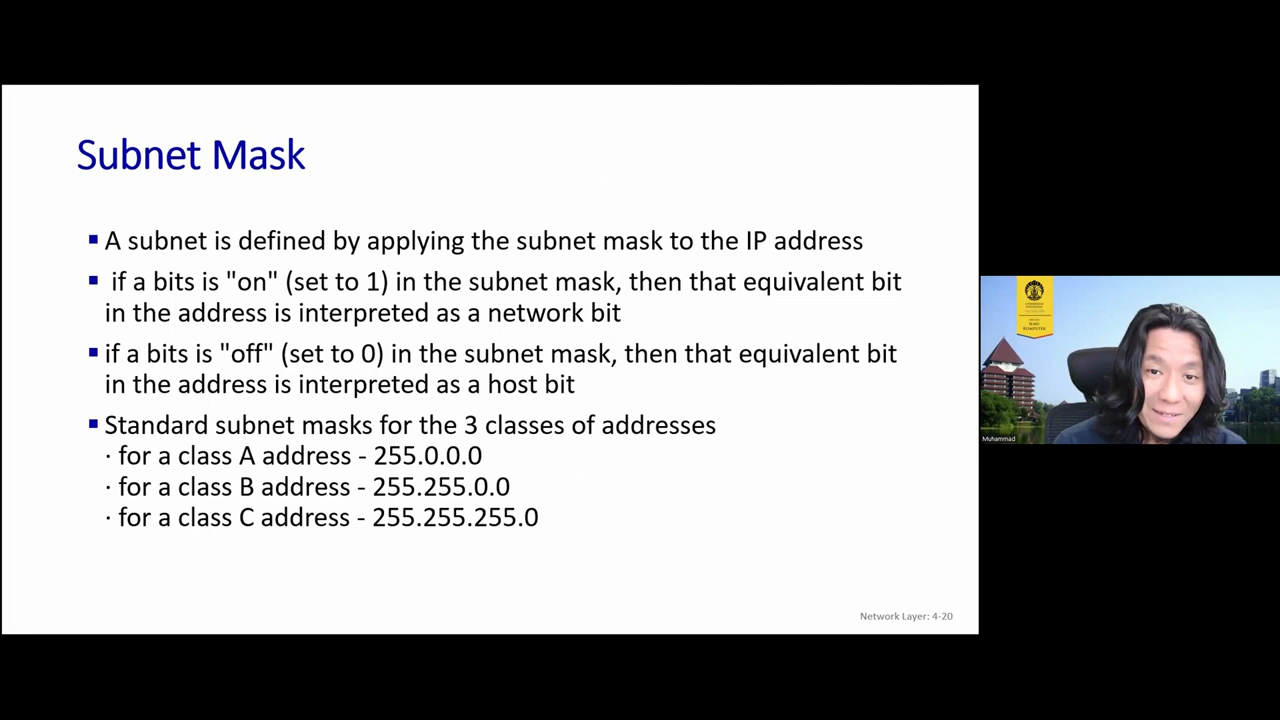 Subnet Mask
▪ A subnet is defined by applying the subnet mask to the IP address
▪ if a bits is "on" (set to 1) in the subnet mask, then that equivalent bit
in the address is interpreted as a network bit
▪ if a bits is "off" (set to 0) in the subnet mask, then that equivalent bit
in the address is interpreted as a host bit
▪ Standard subnet masks for the 3 classes of addresses
· for a class A address - 255.0.0.0
· for a class B address - 255.255.0.0
· for a class C address - 255.255.255.0
Network Layer: 4-20
ILMU
KOMPUTER
Muhammad